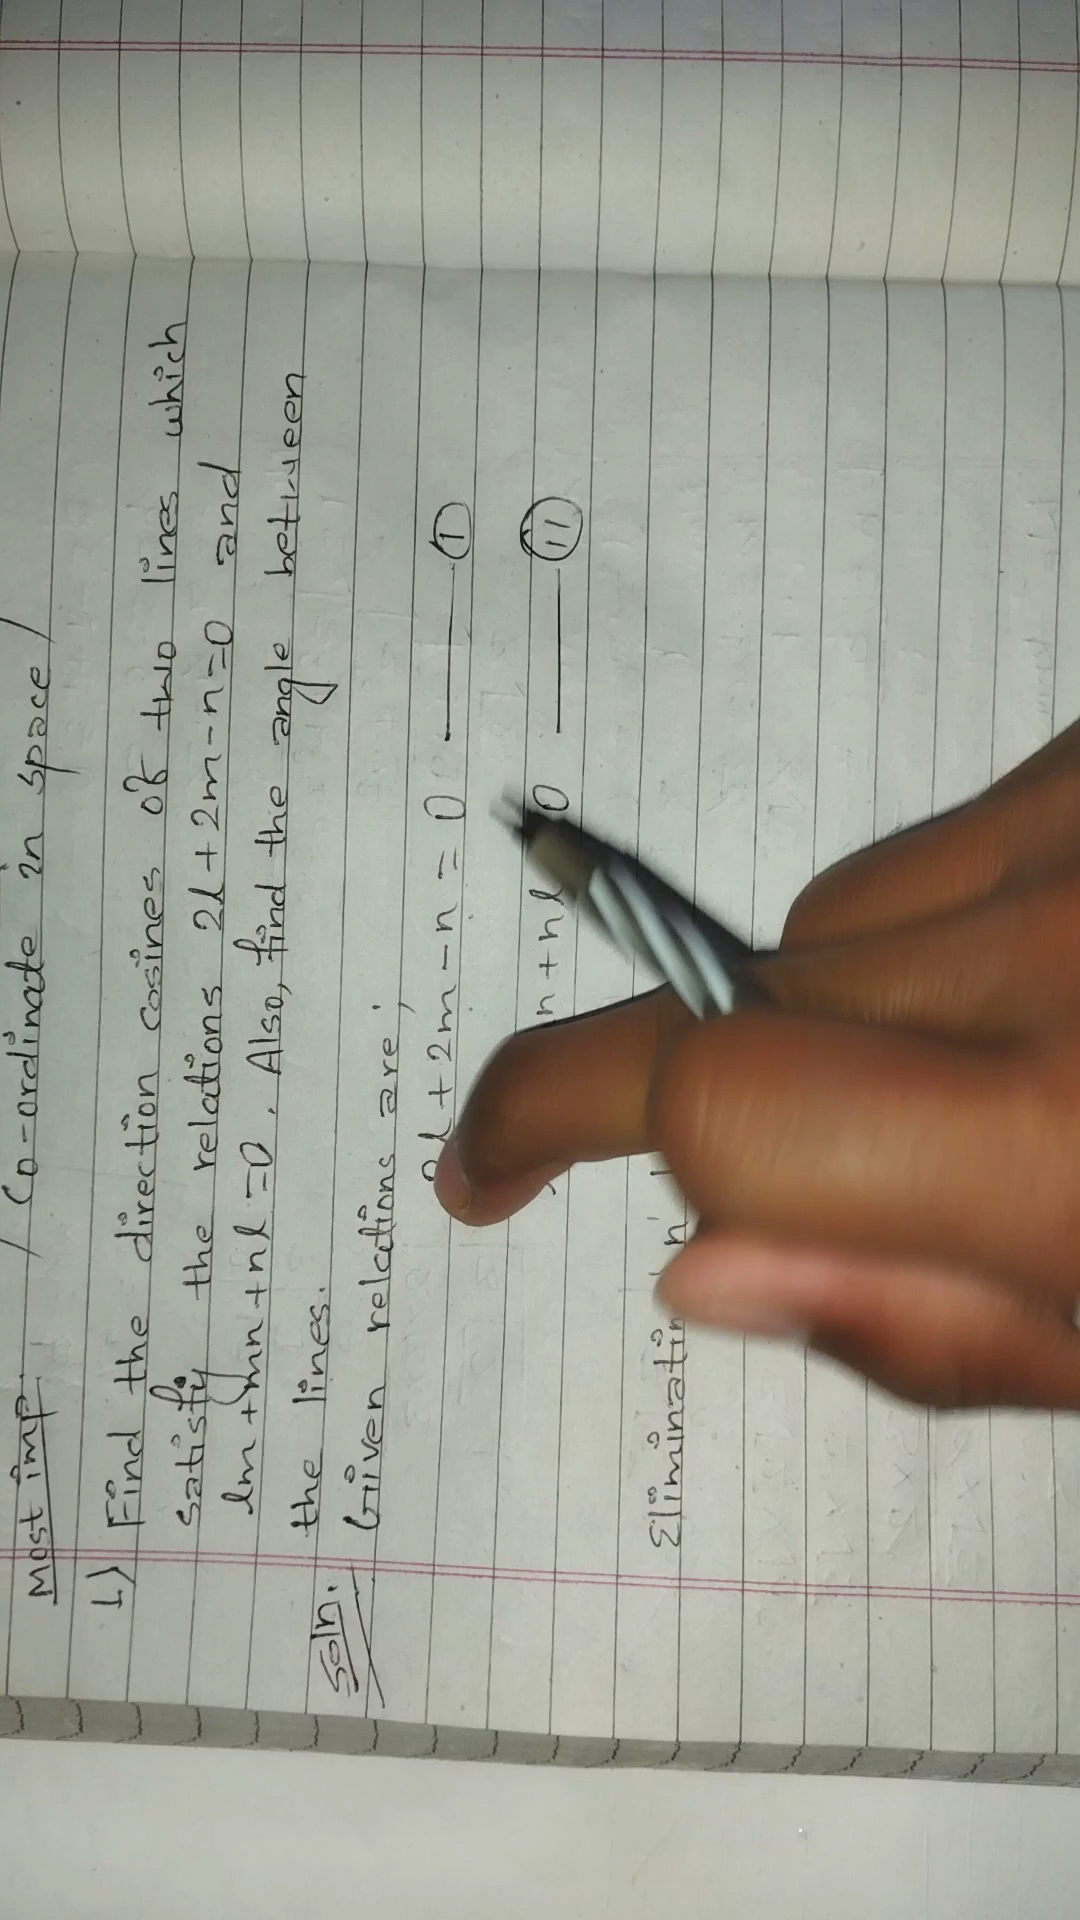 Most imp / Co-ordinate in space /
1) Find the direction cosines of two lines which
satisfy the relations 2l + 2m - n = 0 and
lm + mn + nl = 0. Also, find the angle between
the lines.
Soln. Given relations are,
2l + 2m - n = 0 —— (i)
n + nl 0 —— (ii)
Eliminatin 'n'